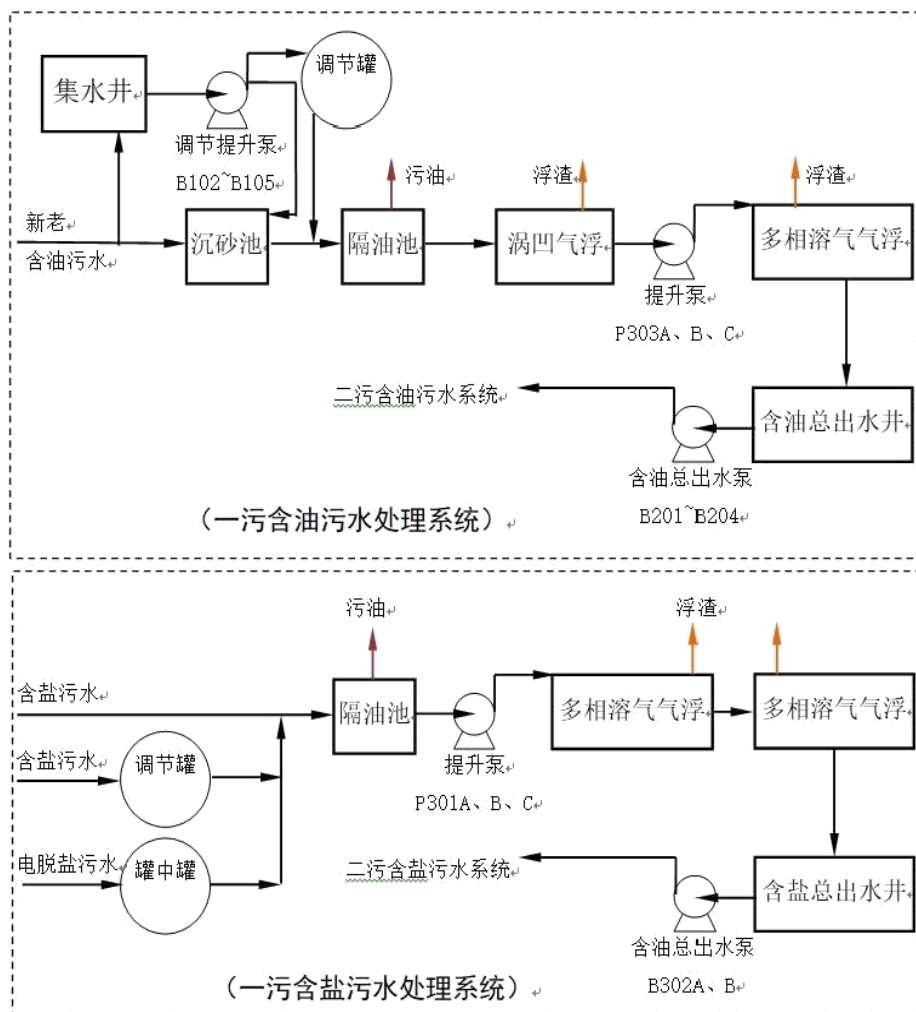 集水井
调节罐
调节提升泵
B102~B105
新老
含油污水
沉砂池
隔油池
污油
涡凹气浮
浮渣
提升泵
P303A、B、C
多相溶气气浮
浮渣
二污含油污水系统
含油总出水井
含油总出水泵
B201~B204
（一污含油污水处理系统）
污油
浮渣
含盐污水
隔油池
多相溶气气浮
多相溶气气浮
含盐污水
调节罐
提升泵
P301A、B、C
电脱盐污水
罐中罐
二污含盐污水系统
含盐总出水井
含油总出水泵
B302A、B
（一污含盐污水处理系统）